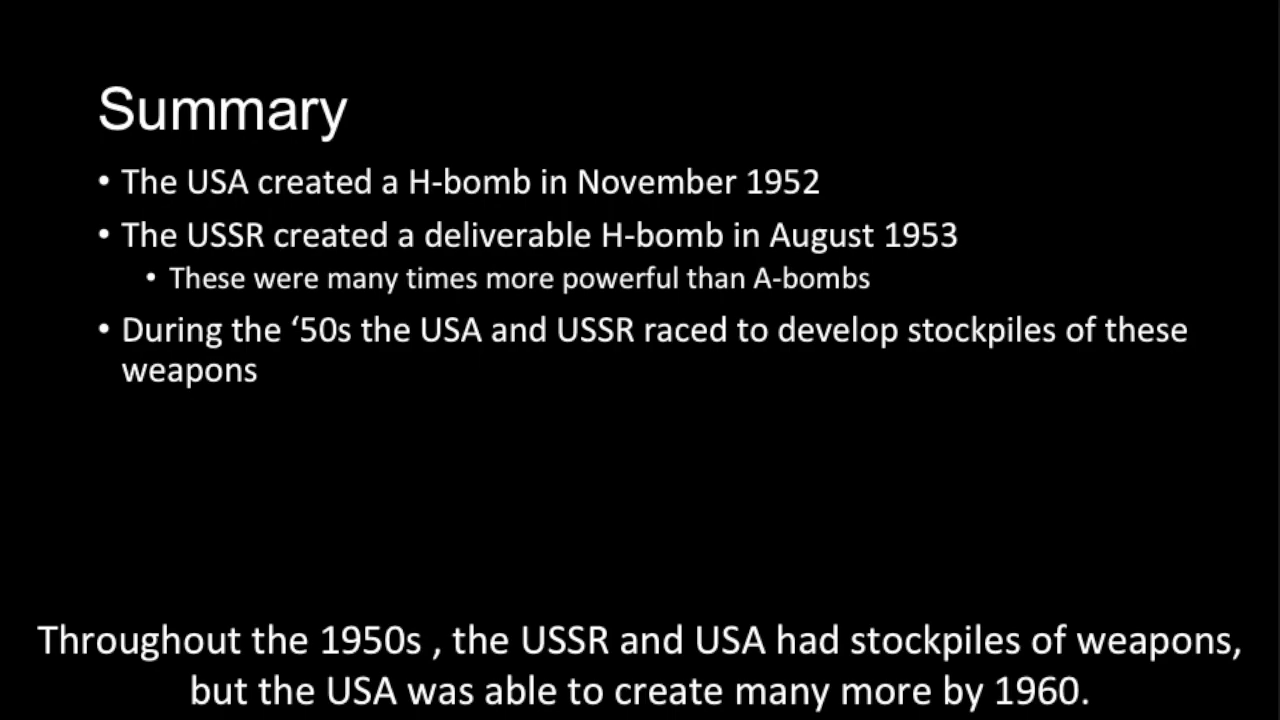 Summary
• The USA created a H-bomb in November 1952
• The USSR created a deliverable H-bomb in August 1953
• These were many times more powerful than A-bombs
• During the ‘50s the USA and USSR raced to develop stockpiles of these
weapons
Throughout the 1950s , the USSR and USA had stockpiles of weapons,
but the USA was able to create many more by 1960.